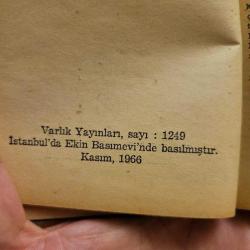 Varlık Yayınları, sayı : 1249
İstanbul'da Ekin Basımevi'nde basılmıştır.
Kasım, 1966